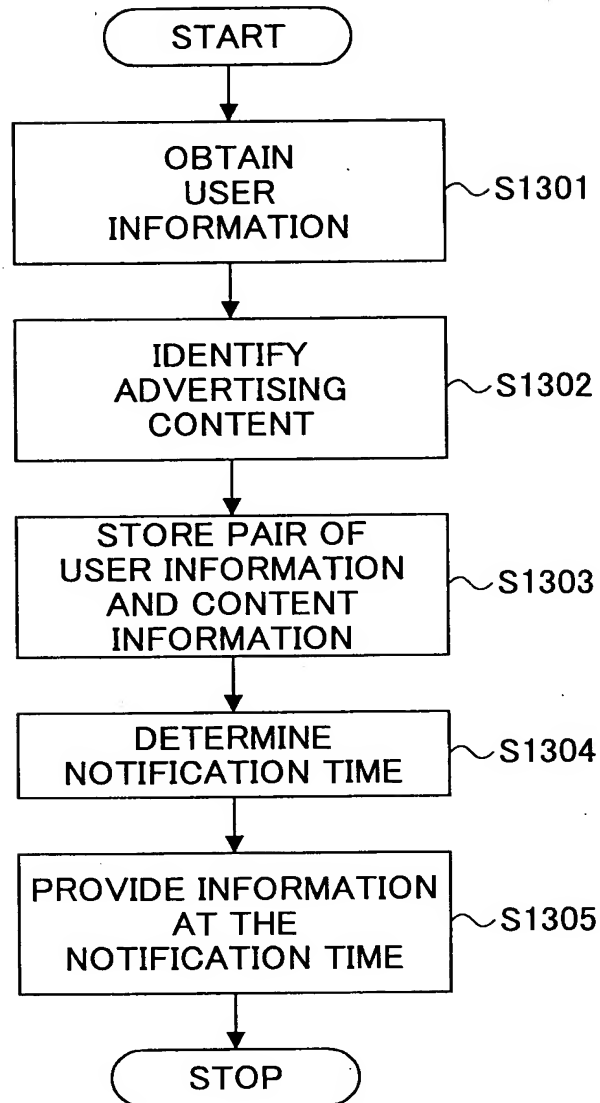 START
OBTAIN
USER
INFORMATION
S1301
IDENTIFY
ADVERTISING
CONTENT
S1302
STORE PAIR OF
USER INFORMATION
AND CONTENT
INFORMATION
S1303
DETERMINE
NOTIFICATION TIME
S1304
PROVIDE INFORMATION
AT THE
NOTIFICATION TIME
S1305
STOP